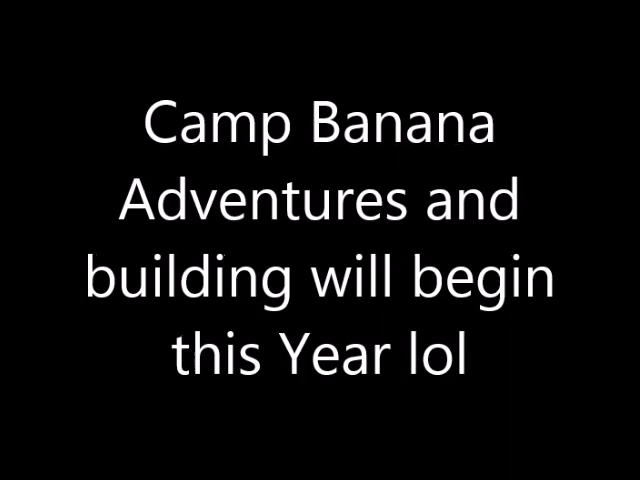 Camp Banana
Adventures and
building will begin
this Year lol